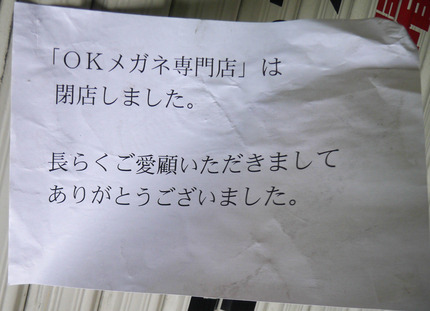 「ＯＫメガネ専門店」は
閉店しました。
長らくご愛顧いただきまして
ありがとうございました。